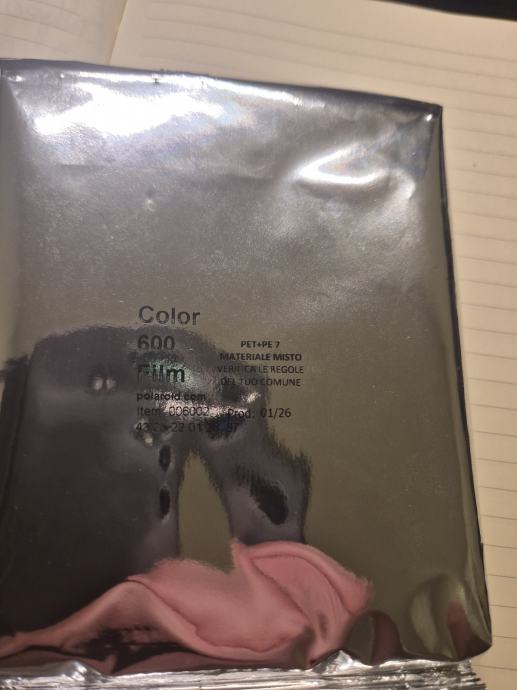 Color
600
Film
polaroid.com
Item 006002 Prod: 01/26
PET+PE 7
MATERIALE MISTO
VERIFICA LE REGOLE
DEL TUO COMUNE